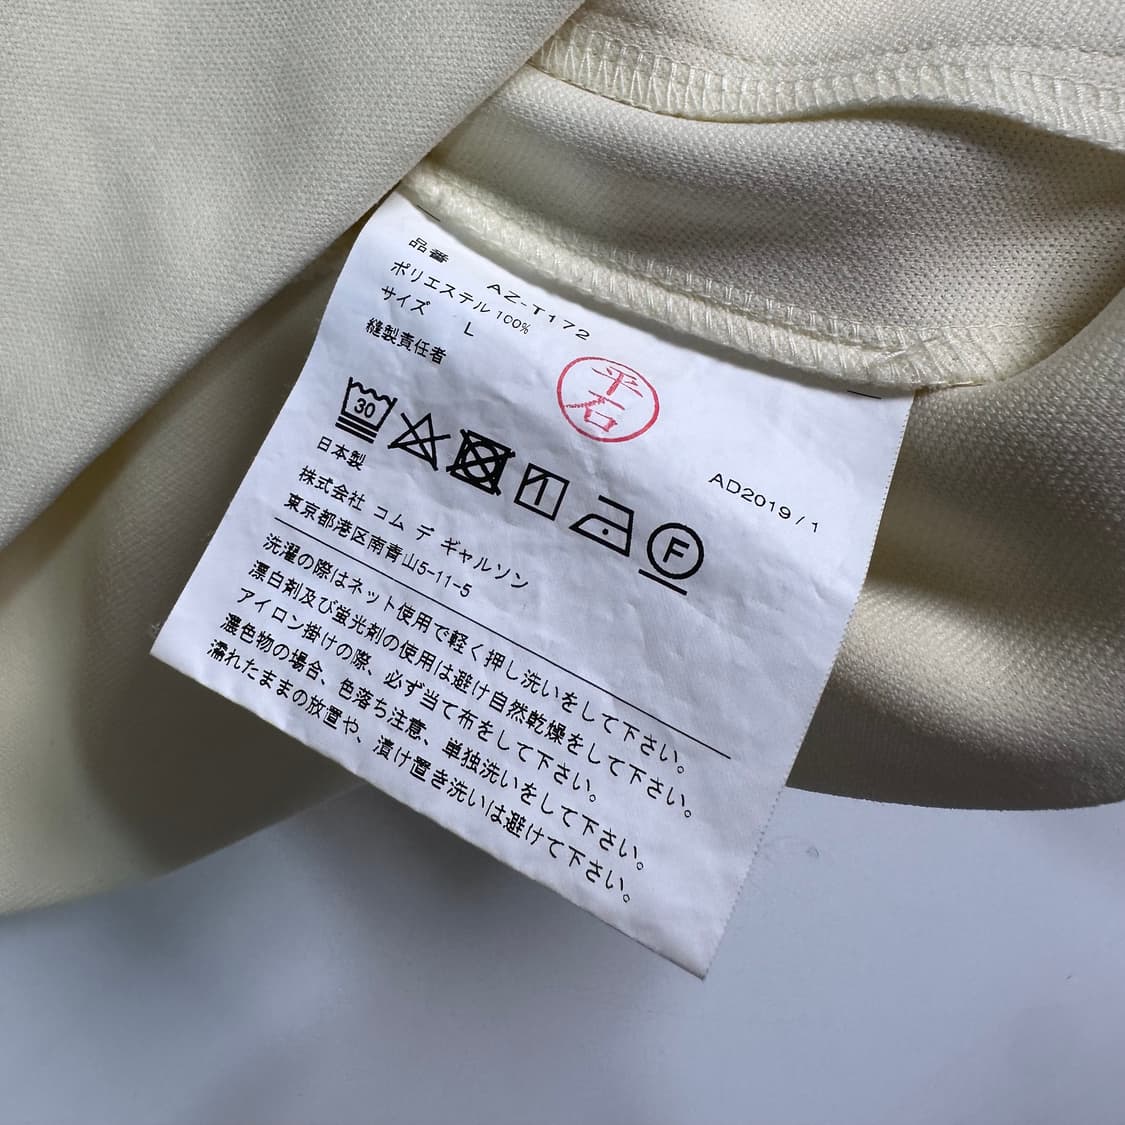 品番 AZ-T172
ポリエステル 100%
サイズ L
縫製責任者
平石
AD2019/1
30
F
日本製
株式会社 コム デ ギャルソン
東京都港区南青山5-11-5
洗濯の際はネット使用で軽く押し洗いをして下さい。
漂白剤及び蛍光剤の使用は避け自然乾燥をして下さい。
アイロン掛けの際、必ず当て布をして下さい。
濃色物の場合、色落ち注意、単独洗いをして下さい。
濡れたままの放置や、漬け置き洗いは避けて下さい。